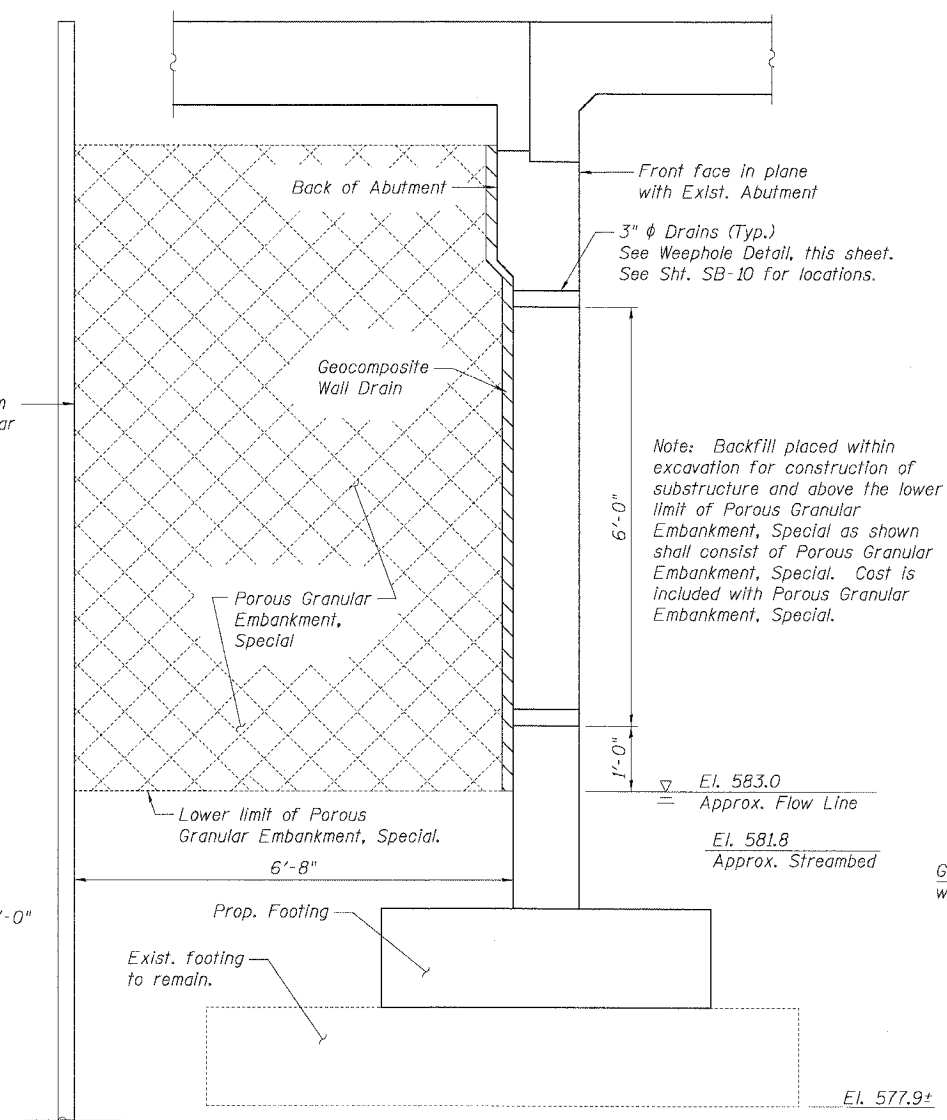 Back of Abutment
Front face in plane
with Exist. Abutment
3" ϕ Drains (Typ.)
See Weephole Detail, this sheet.
See Sht. SB-10 for locations.
Geocomposite
Wall Drain
ar
Note: Backfill placed within
excavation for construction of
substructure and above the lower
limit of Porous Granular
Embankment, Special as shown
shall consist of Porous Granular
Embankment, Special. Cost is
included with Porous Granular
Embankment, Special.
6'-0"
Porous Granular
Embankment,
Special
1'-0"
El. 583.0
Approx. Flow Line
Lower limit of Porous
Granular Embankment, Special.
El. 581.8
Approx. Streambed
6'-8"
G
w
'-0"
Prop. Footing
Exist. footing
to remain.
El. 577.9±